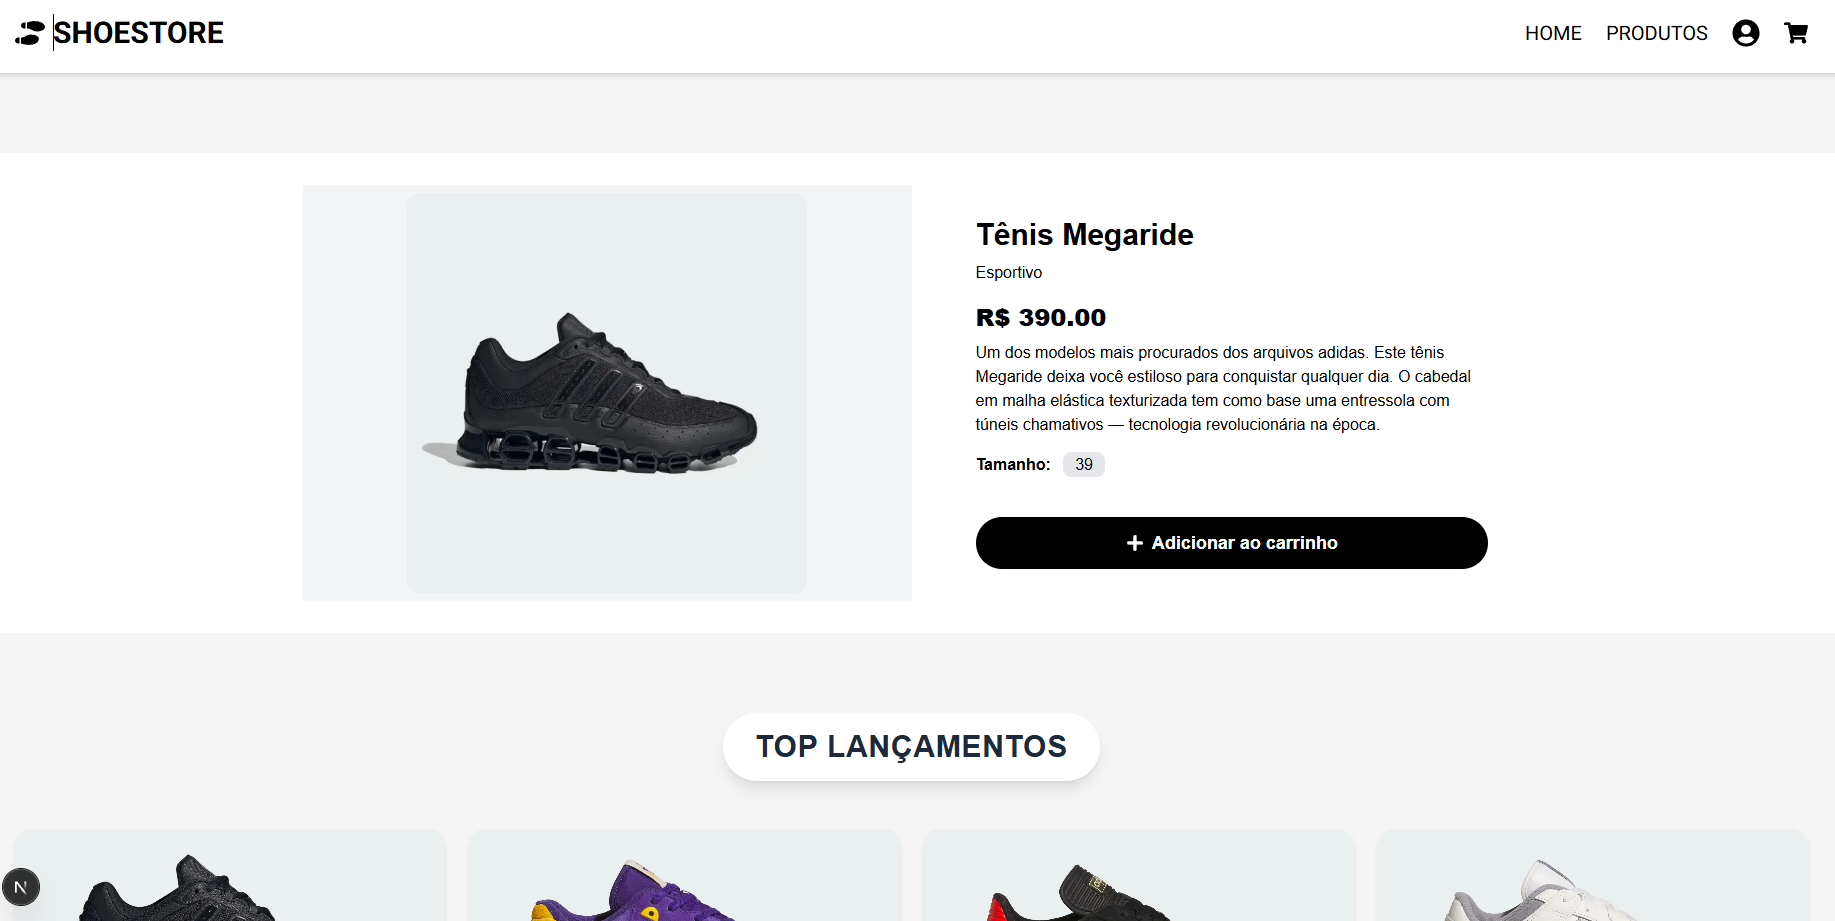 SHOESTORE
HOME
PRODUTOS
Tênis Megaride
Esportivo
R$ 390.00
Um dos modelos mais procurados dos arquivos adidas. Este tênis
Megaride deixa você estiloso para conquistar qualquer dia. O cabedal
em malha elástica texturizada tem como base uma entressola com
túneis chamativos — tecnologia revolucionária na época.
Tamanho: 39
+ Adicionar ao carrinho
TOP LANÇAMENTOS
N